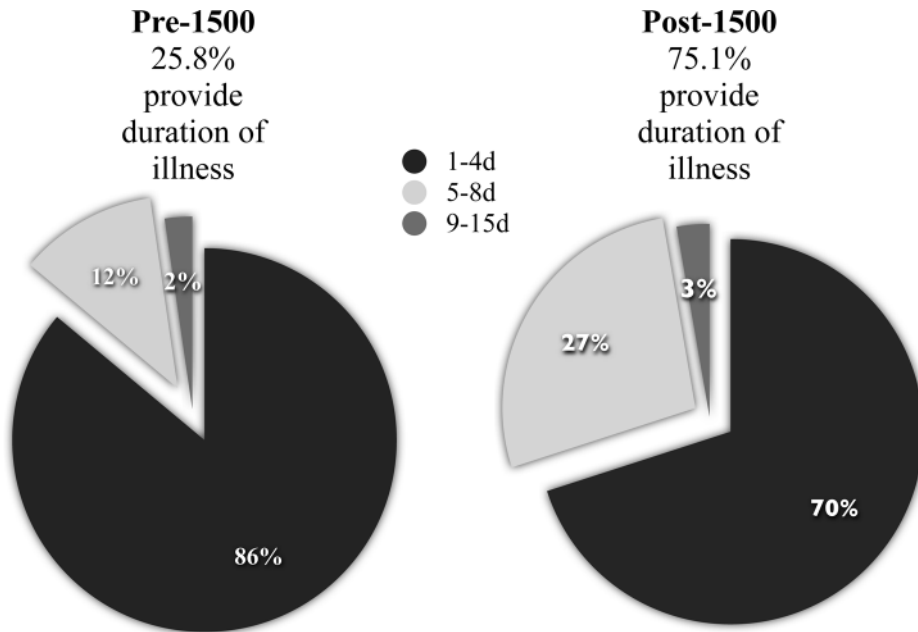 Pre-1500
25.8%
provide
duration of
illness
Post-1500
75.1%
provide
duration of
illness
1-4d
5-8d
9-15d
12%
2%
86%
27%
3%
70%